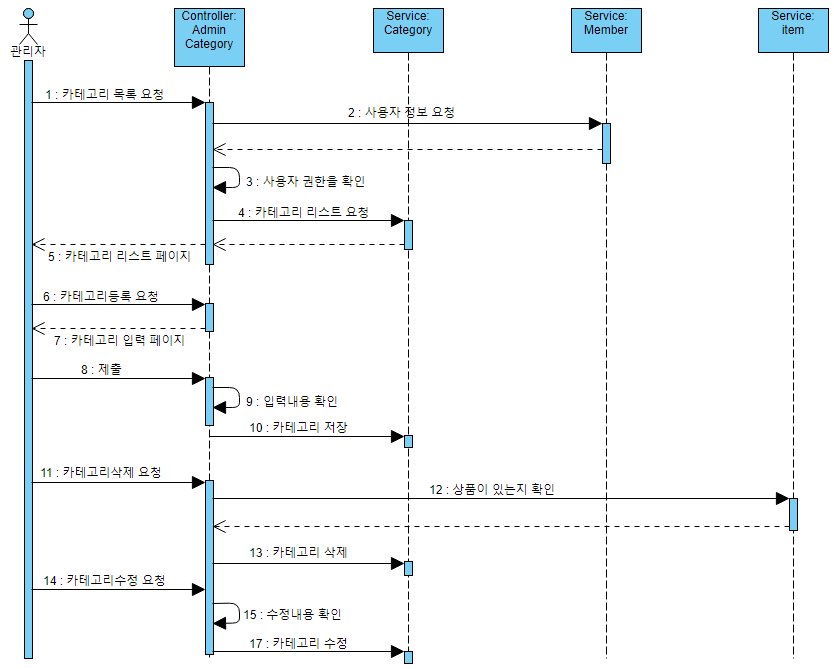 Controller:
Admin
Category
Service:
Category
Service:
Member
Service:
item
관리자
1 : 카테고리 목록 요청
2 : 사용자 정보 요청
3 : 사용자 권한을 확인
4 : 카테고리 리스트 요청
5 : 카테고리 리스트 페이지
6 : 카테고리등록 요청
7 : 카테고리 입력 페이지
8 : 제출
9 : 입력내용 확인
10 : 카테고리 저장
11 : 카테고리삭제 요청
12 : 상품이 있는지 확인
13 : 카테고리 삭제
14 : 카테고리수정 요청
15 : 수정내용 확인
17 : 카테고리 수정